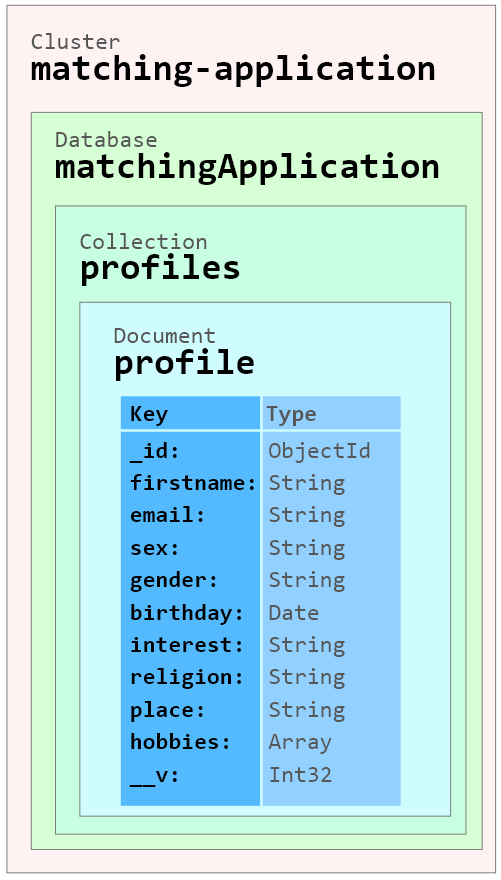 Cluster
matching-application
Database
matchingApplication
Collection
profiles
Document
profile
Key Type
_id: ObjectId
firstname: String
email: String
sex: String
gender: String
birthday: Date
interest: String
religion: String
place: String
hobbies: Array
__v: Int32